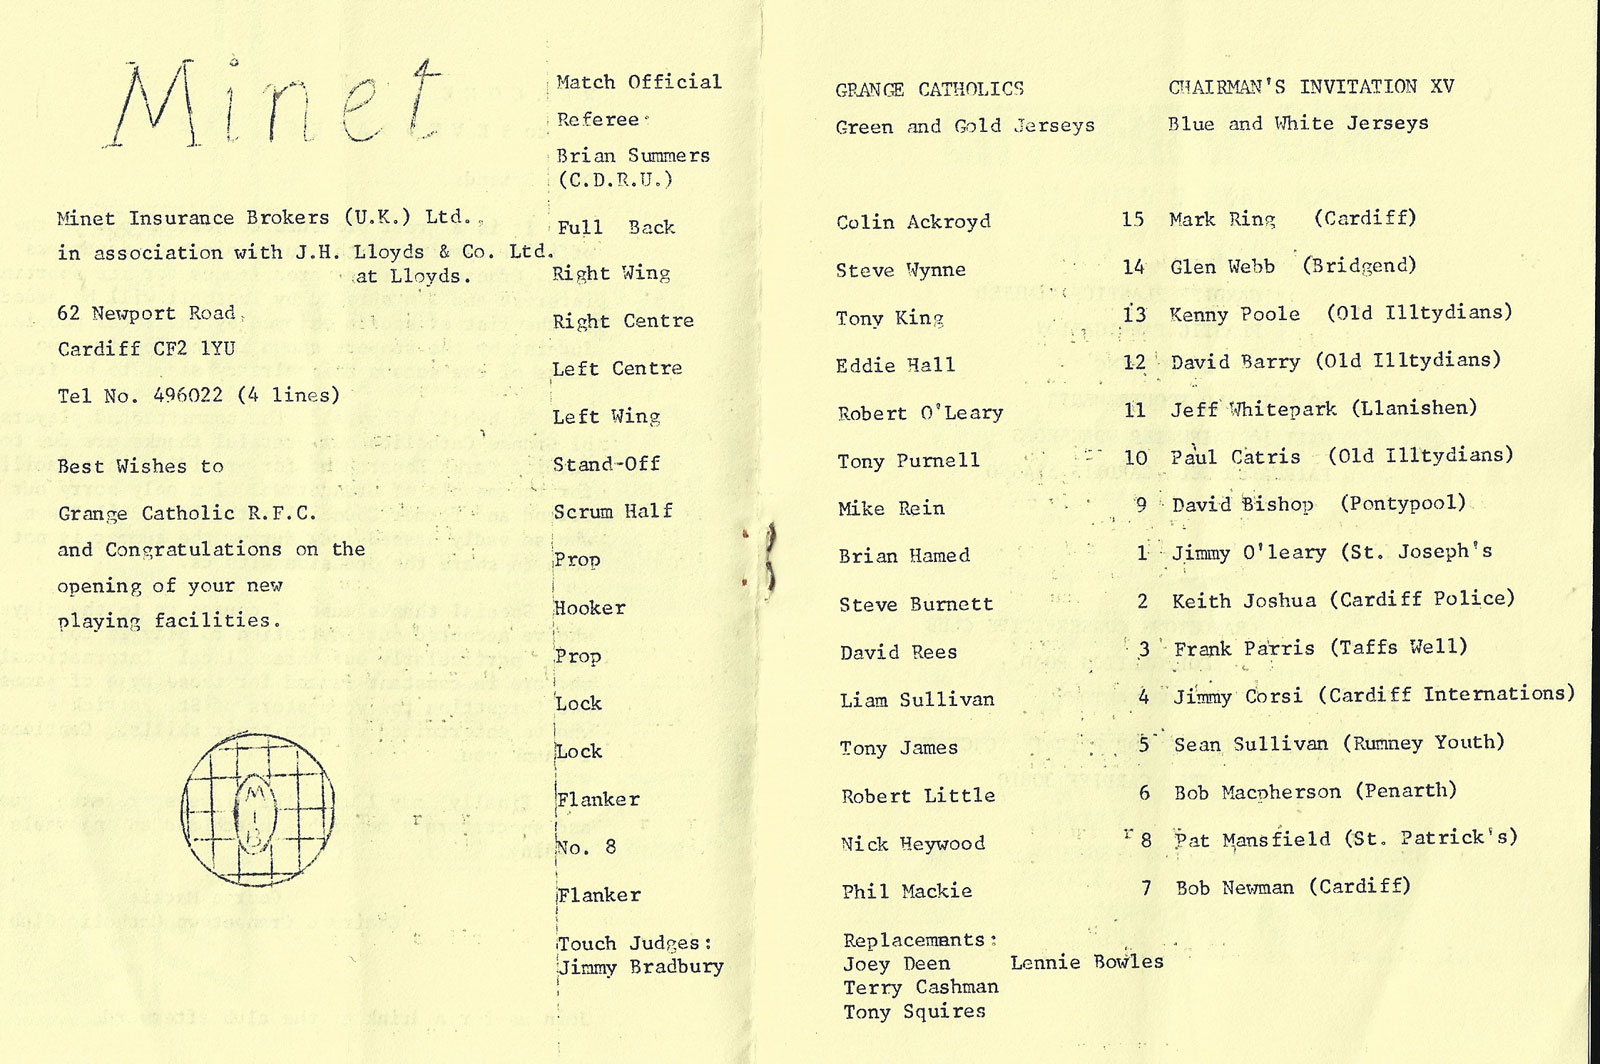 Minet
Minet Insurance Brokers (U.K.) Ltd.,
in association with J.H. Lloyds & Co. Ltd.
at Lloyds.
62 Newport Road,
Cardiff CF2 1YU
Tel No. 496022 (4 lines)
Best Wishes to
Grange Catholic R.F.C.
and Congratulations on the
opening of your new
playing facilities.
MIB
Match Official
Referee:
Brian Summers
(C.D.R.U.)
Full Back
Right Wing
Right Centre
Left Centre
Left Wing
Stand-Off
Scrum Half
Prop
Hooker
Prop
Lock
Lock
Flanker
No. 8
Flanker
Touch Judges:
Jimmy Bradbury
GRANGE CATHOLICS CHAIRMAN'S INVITATION XV
Green and Gold Jerseys Blue and White Jerseys
Colin Ackroyd 15 Mark Ring (Cardiff)
Steve Wynne 14 Glen Webb (Bridgend)
Tony King 13 Kenny Poole (Old Illtydians)
Eddie Hall 12 David Barry (Old Illtydians)
Robert O'Leary 11 Jeff Whitepark (Llanishen)
Tony Purnell 10 Paul Catris (Old Illtydians)
Mike Rein 9 David Bishop (Pontypool)
Brian Hamed 1 Jimmy O'leary (St. Joseph's
Steve Burnett 2 Keith Joshua (Cardiff Police)
David Rees 3 Frank Parris (Taffs Well)
Liam Sullivan 4 Jimmy Corsi (Cardiff Internations)
Tony James 5 Sean Sullivan (Rumney Youth)
Robert Little 6 Bob Macpherson (Penarth)
Nick Heywood 8 Pat Mansfield (St. Patrick's)
Phil Mackie 7 Bob Newman (Cardiff)
Replacemnts:
Joey Deen Lennie Bowles
Terry Cashman
Tony Squires